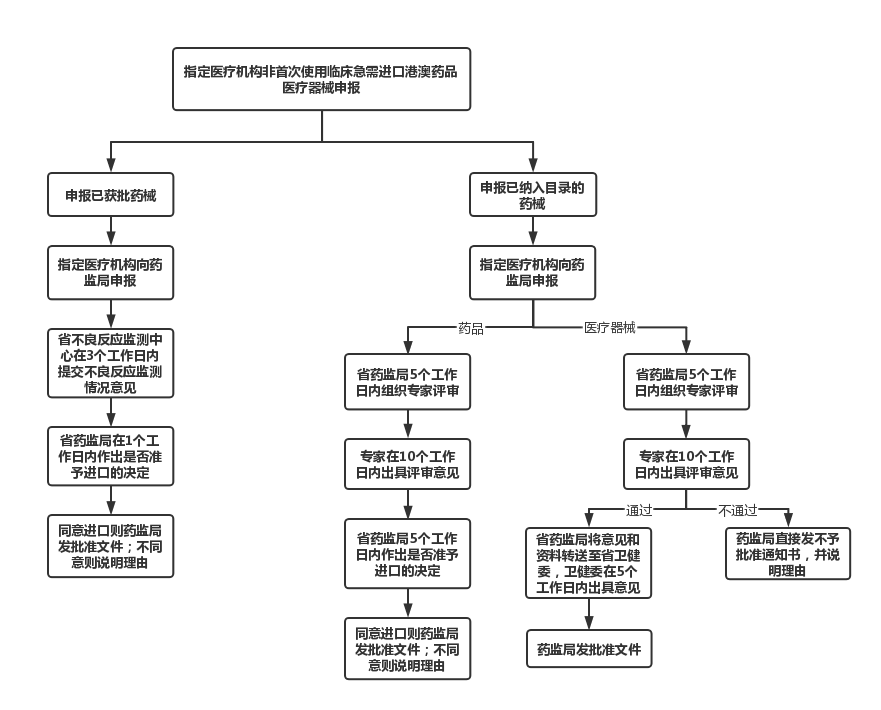 指定医疗机构非首次使用临床急需进口港澳药品
医疗器械申报
申报已获批药械
指定医疗机构向药
监局申报
省不良反应监测中
心在3个工作日内
提交不良反应监测
情况意见
省药监局在1个工
作日内作出是否准
予进口的决定
同意进口则药监局
发批准文件；不同
意则说明理由
申报已纳入目录的
药械
指定医疗机构向药
监局申报
药品
省药监局5个工作
日内组织专家评审
专家在10个工作
日内出具评审意见
省药监局5个工作
日内作出是否准予
进口的决定
同意进口则药监局
发批准文件；不同
意则说明理由
医疗器械
省药监局5个工作
日内组织专家评审
专家在10个工作
日内出具评审意见
通过
省药监局将意见和
资料转送至省卫健
委，卫健委在5个
工作日内出具意见
药监局发批准文件
不通过
药监局直接发不予
批准通知书，并说
明理由